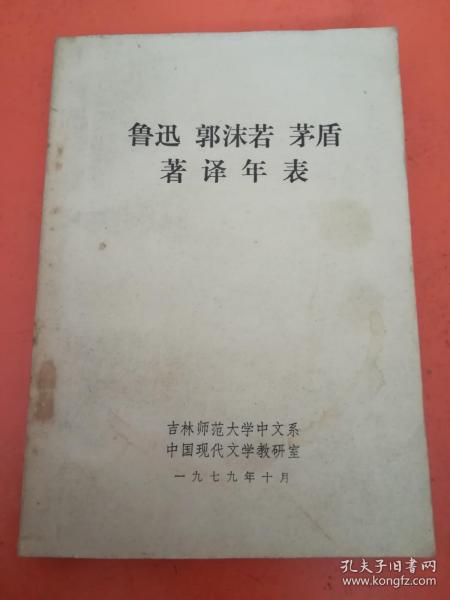 鲁迅 郭沫若 茅盾
著译年表
吉林师范大学中文系
中国现代文学教研室
一九七九年十月
孔夫子旧书网
www.kongfz.com